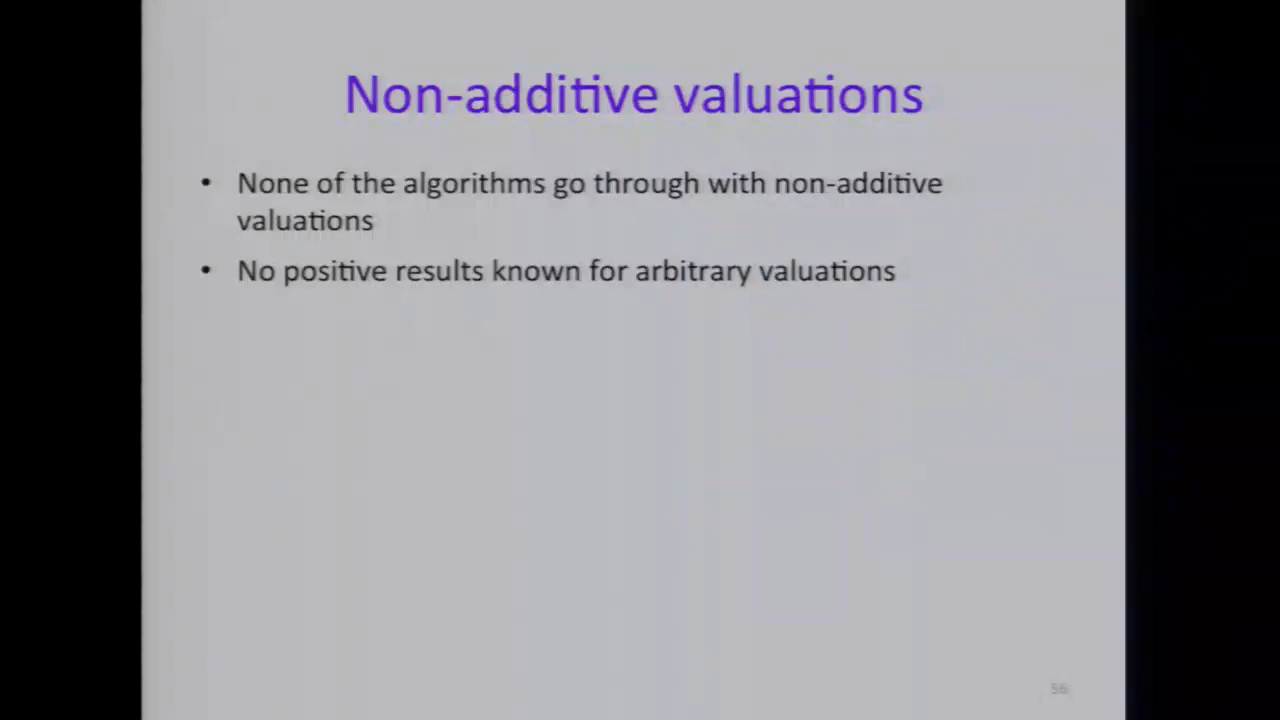 Non-additive valuations
• None of the algorithms go through with non-additive
valuations
• No positive results known for arbitrary valuations
56